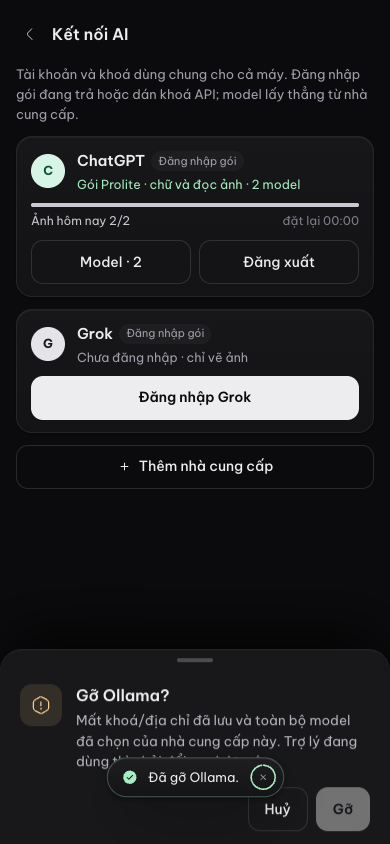 Kết nối AI
Tài khoản và khoá dùng chung cho cả máy. Đăng nhập
gói đang trả hoặc dán khoá API; model lấy thẳng từ nhà
cung cấp.
C
ChatGPT
Đăng nhập gói
Gói Prolite · chữ và đọc ảnh · 2 model
Ảnh hôm nay 2/2
đặt lại 00:00
Model · 2
Đăng xuất
G
Grok
Đăng nhập gói
Chưa đăng nhập · chỉ vẽ ảnh
Đăng nhập Grok
+ Thêm nhà cung cấp
Gỡ Ollama?
Mất khoá/địa chỉ đã lưu và toàn bộ model
đã chọn của nhà cung cấp này. Trợ lý đang
dùng
Đã gỡ Ollama.
Huỷ
Gỡ